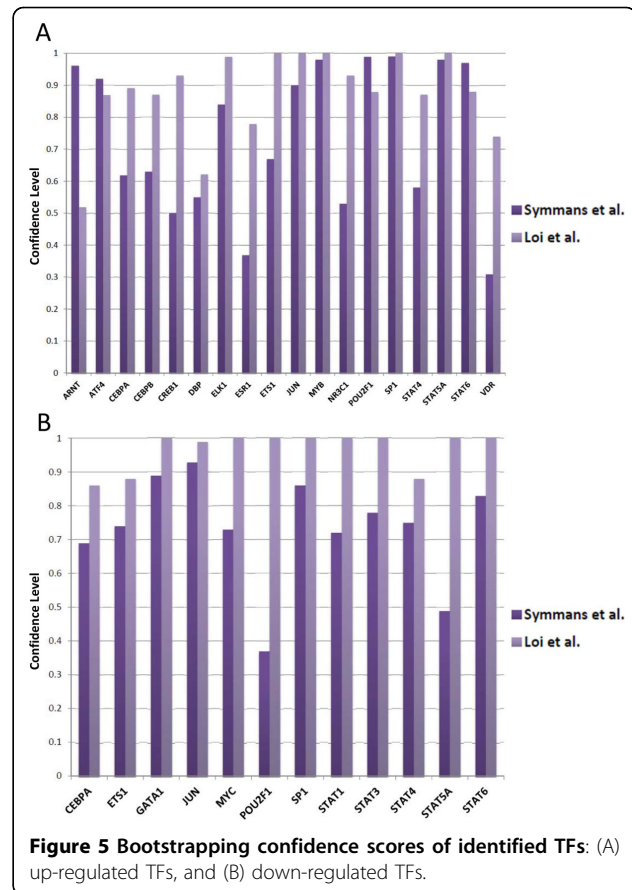 A
1
0.9
0.8
0.7
0.6
0.5
0.4
0.3
0.2
0.1
0
Confidence Level
ARNT
ATF4
CEBPA
CEBPB
CREB1
DBP
ELK1
ESR1
ETS1
JUN
MYB
NR3C1
POU2F1
SP1
STAT4
STAT5A
STAT6
VDR
Symmans et al.
Loi et al.
B
1
0.9
0.8
0.7
0.6
0.5
0.4
0.3
0.2
0.1
0
Confidence Level
CEBPA
ETS1
GATA1
JUN
MYC
POU2F1
SP1
STAT1
STAT3
STAT4
STAT5A
STAT6
Symmans et al.
Loi et al.
Figure 5 Bootstrapping confidence scores of identified TFs: (A)
up-regulated TFs, and (B) down-regulated TFs.